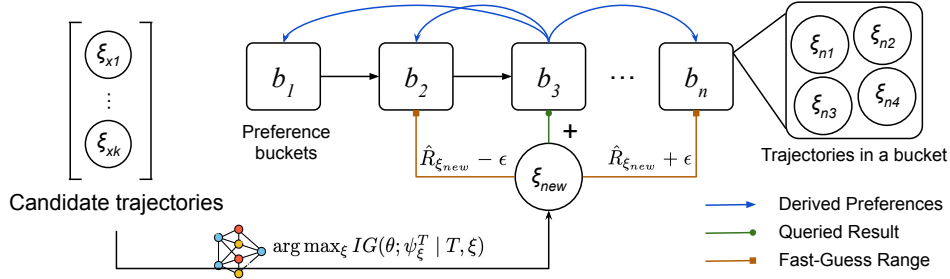 ξx1
⋮
ξxk
Candidate trajectories
b1
b2
b3
...
bn
Preference
buckets
R̂ξnew − ϵ
+
R̂ξnew + ϵ
ξnew
arg maxξ IG(θ; ψξT | T, ξ)
ξn1
ξn2
ξn3
ξn4
Trajectories in a bucket
Derived Preferences
Queried Result
Fast-Guess Range